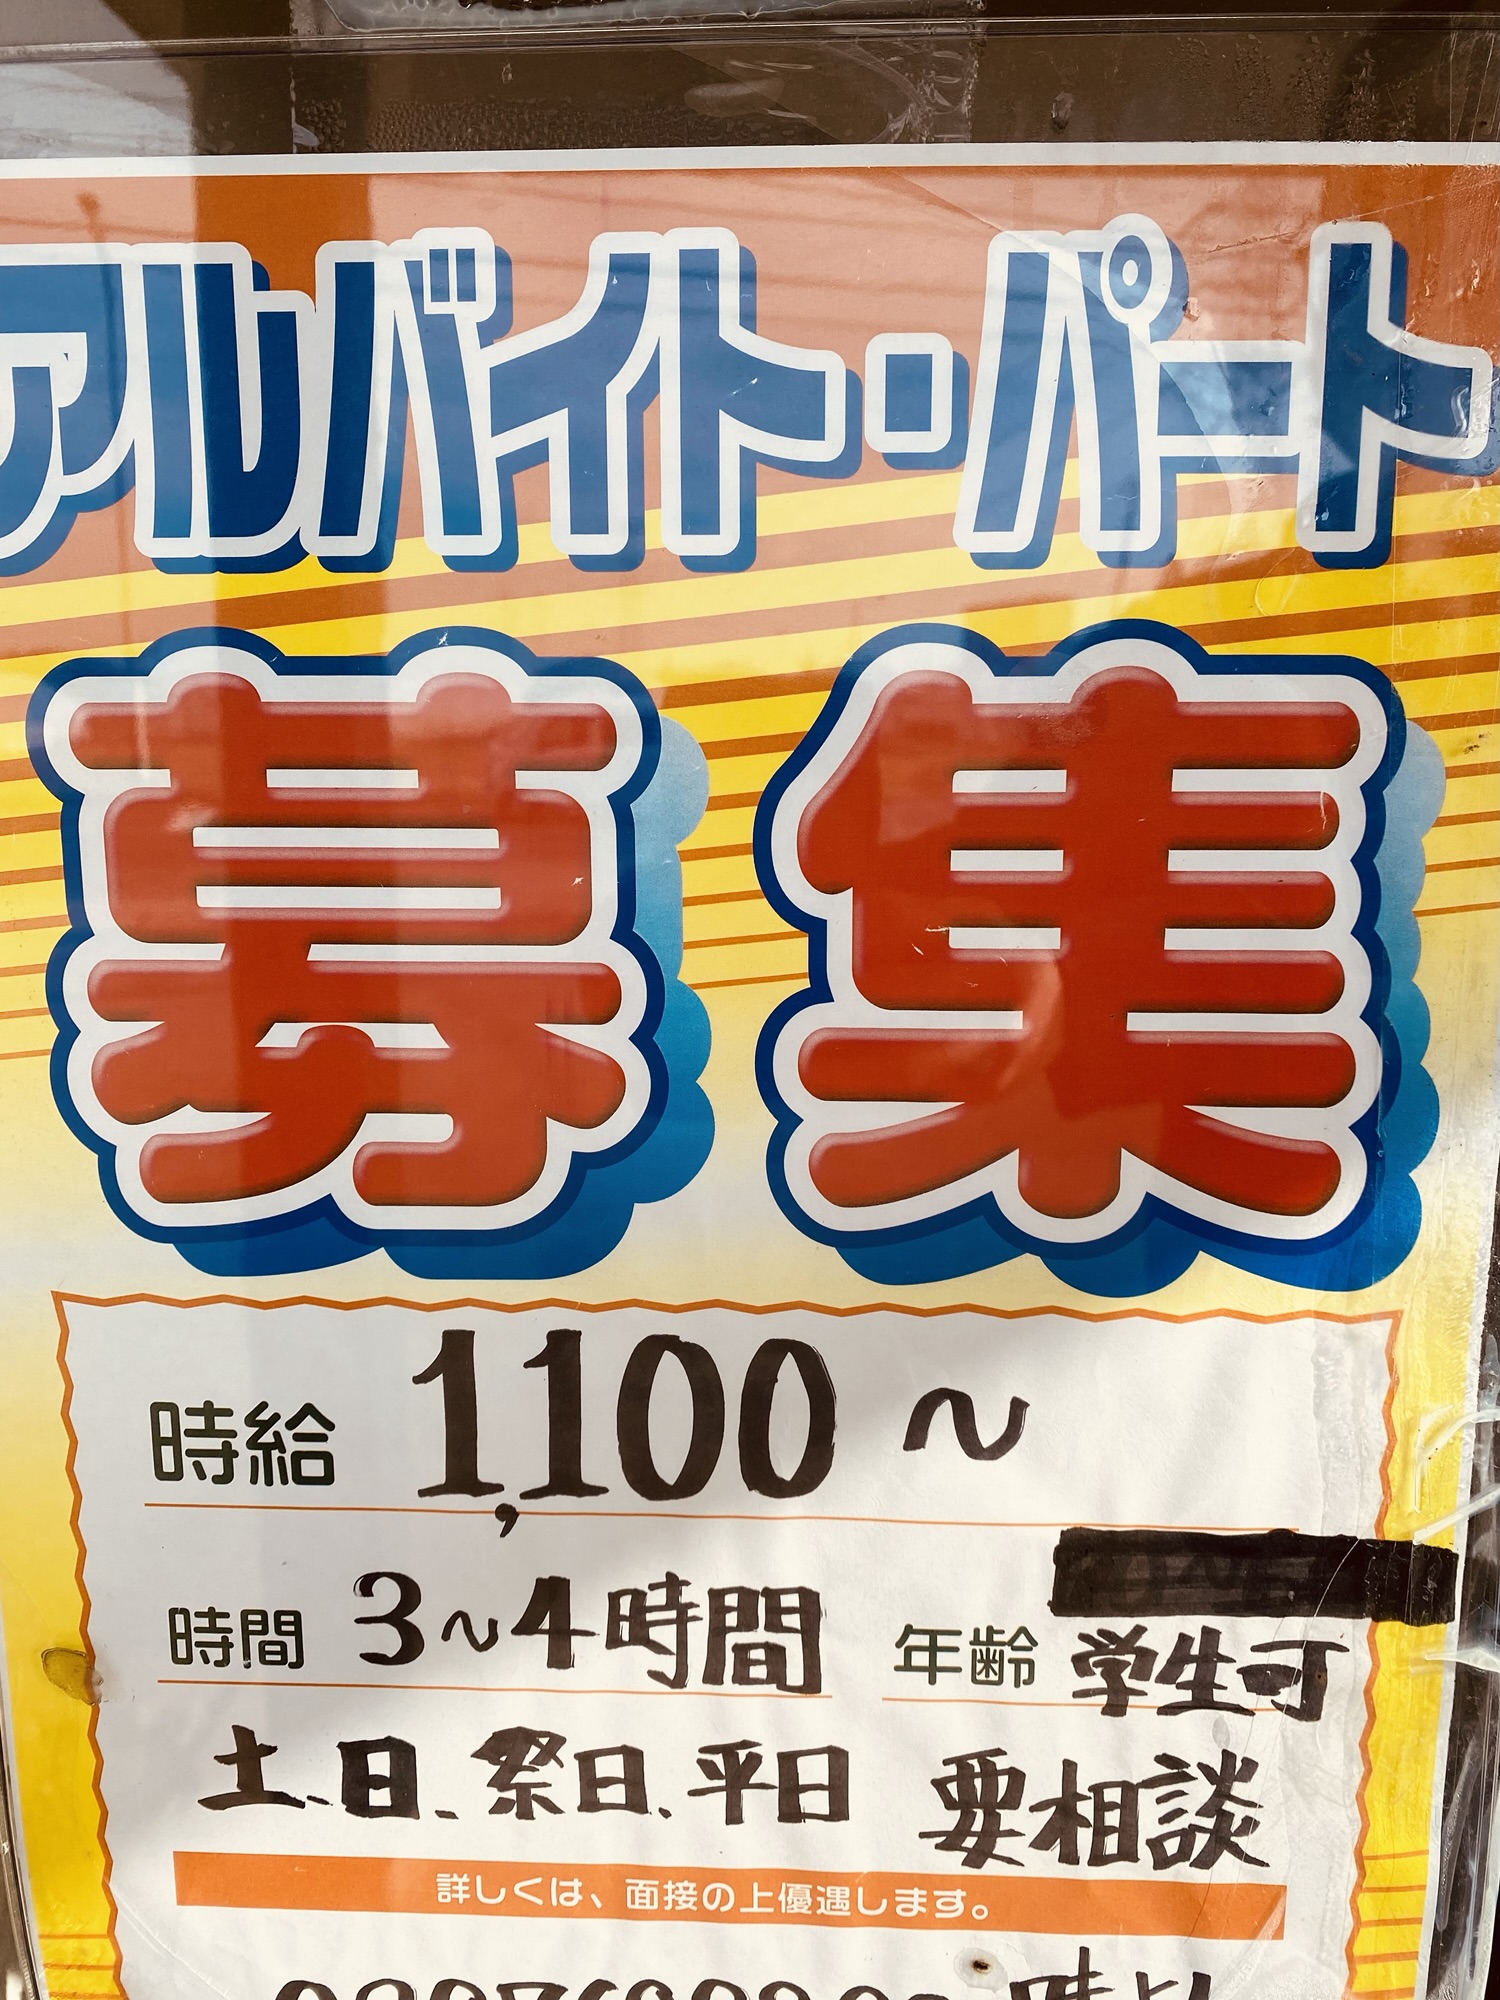 アルバイト・パート
募集
時給 1,100～
時間 3～4時間 年齢 学生可
土、日、祭日、平日 要相談
詳しくは、面接の上優遇します。